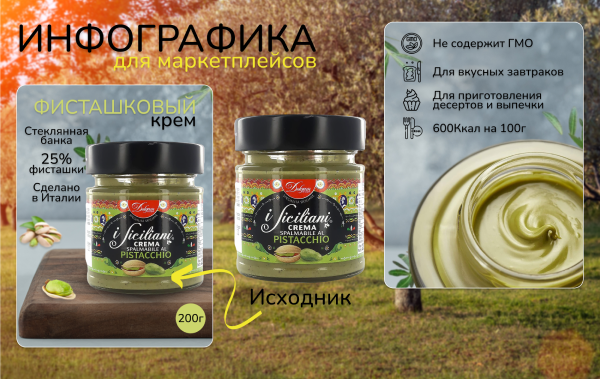 ИНФОГРАФИКА
для маркетплейсов
ФИСТАШКОВЫЙ
крем
Стеклянная
банка
25%
фисташки
Сделано
в Италии
i Siciliani
CREMA
SPALMABILE AL
PISTACCHIO
200г
Dolgam
i Siciliani
CREMA
SPALMABILE AL
PISTACCHIO
Исходник
Не содержит ГМО
Для вкусных завтраков
Для приготовления
десертов и выпечки
600Ккал на 100г